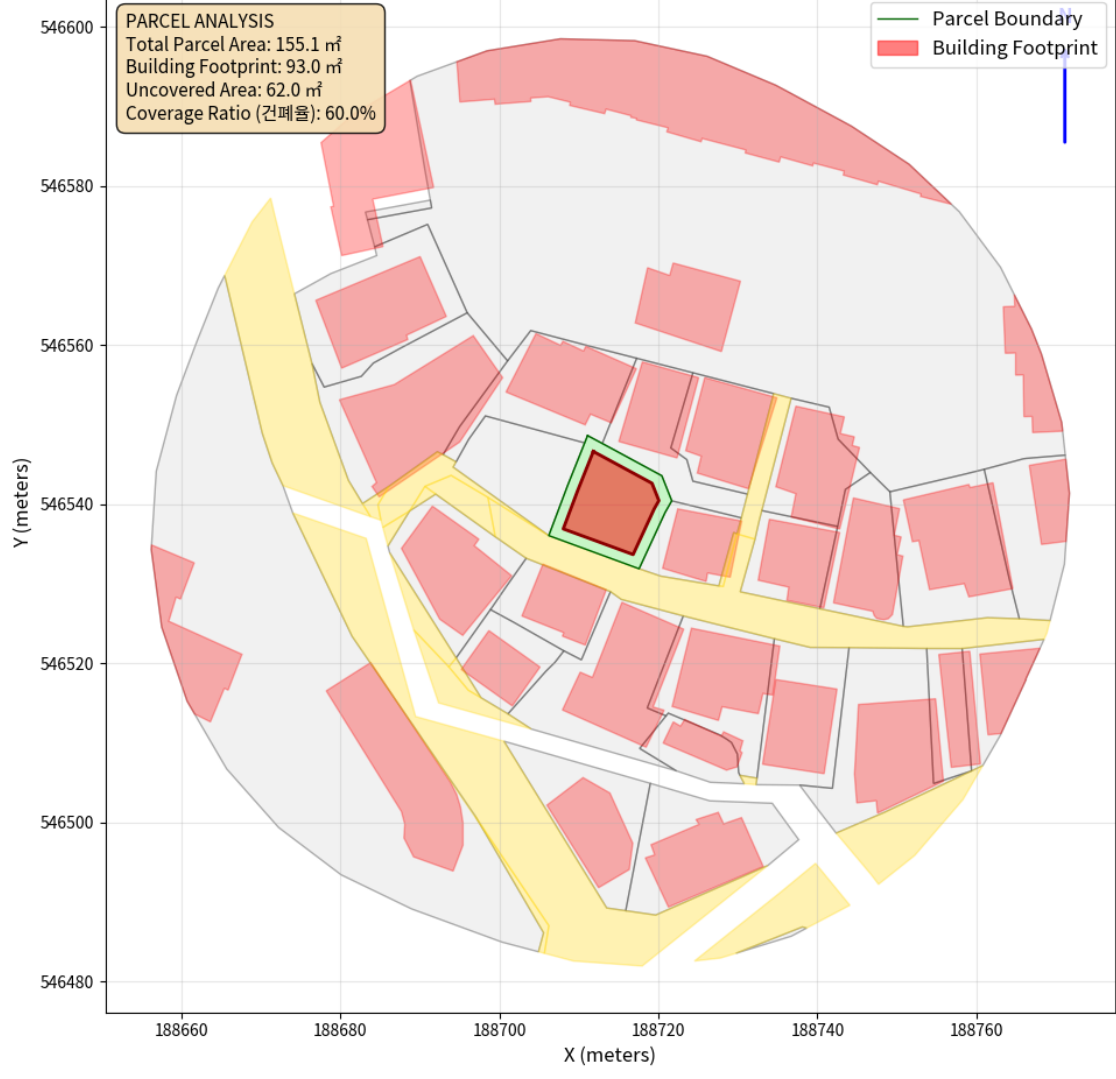 PARCEL ANALYSIS
Total Parcel Area: 155.1 ㎡
Building Footprint: 93.0 ㎡
Uncovered Area: 62.0 ㎡
Coverage Ratio (건폐율): 60.0%
N
Parcel Boundary
Building Footprint
546600
546580
546560
546540
546520
546500
546480
Y (meters)
188660
188680
188700
188720
188740
188760
X (meters)